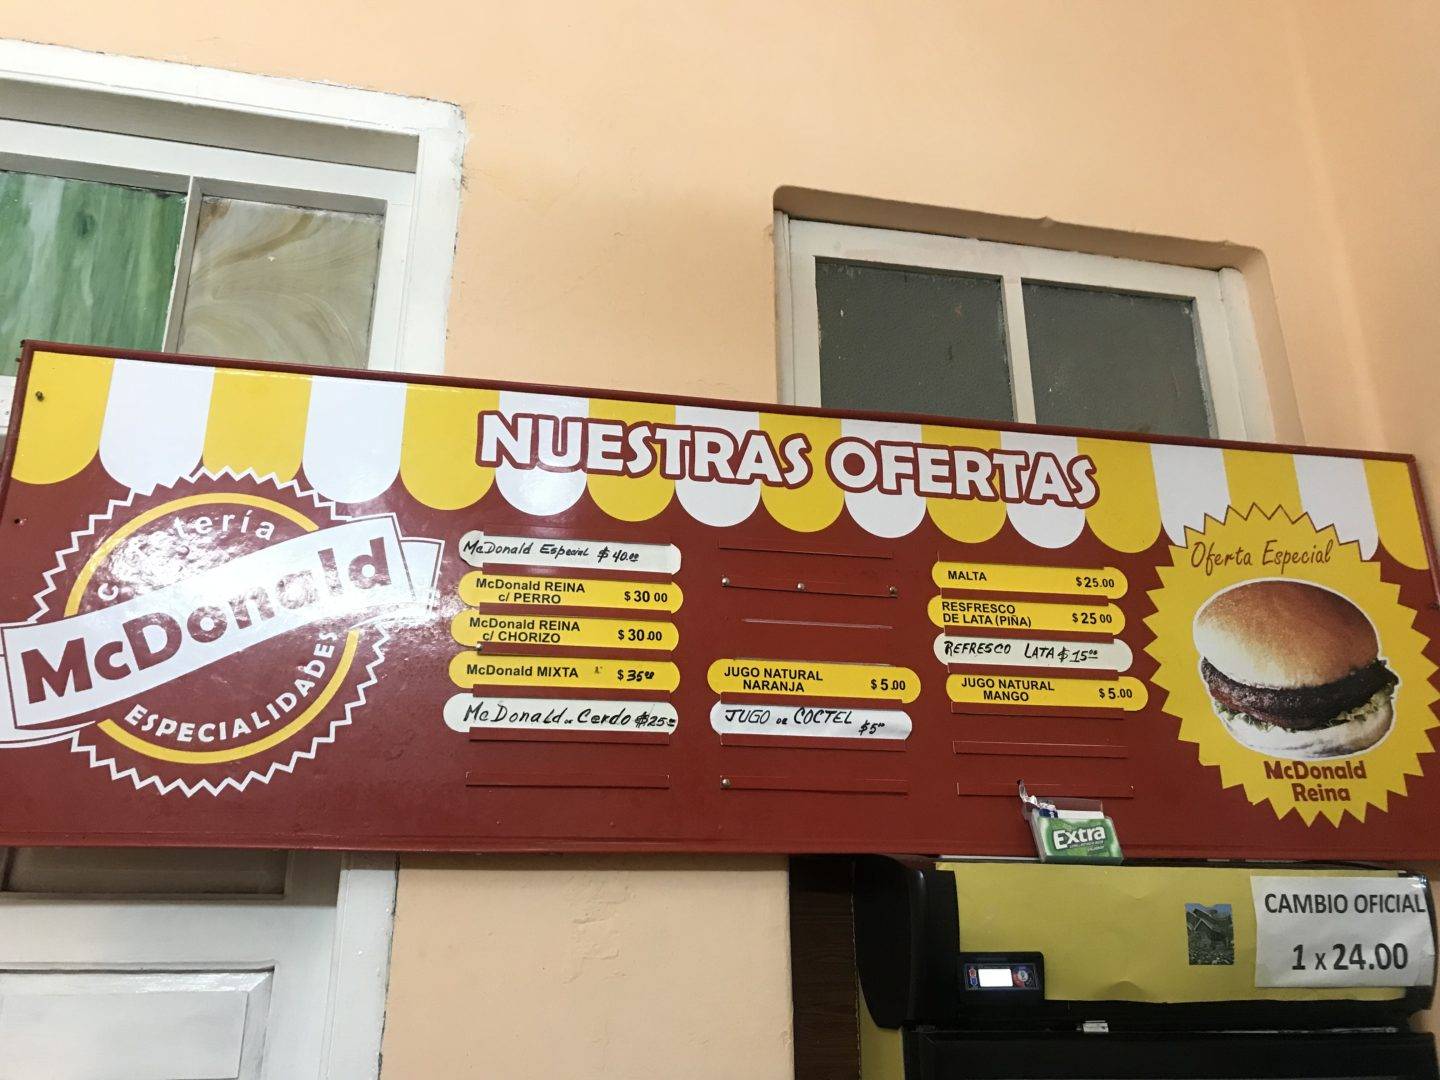 NUESTRAS OFERTAS
McDonald
ESPECIALIDADES
McDonald Especial $40.00
McDonald REINA
c/ PERRO $30 00
McDonald REINA
c/ CHORIZO $30.00
McDonald MIXTA $35.00
McDonald de Cerdo $25=
JUGO NATURAL
NARANJA $5.00
JUGO DE COCTEL $5.00
MALTA $25.00
RESFRESCO
DE LATA (PIÑA) $25 00
REFRESCO LATA $15.00
JUGO NATURAL
MANGO $5.00
Oferta Especial
McDonald
Reina
Extra
CAMBIO OFICIAL
1 x 24.00